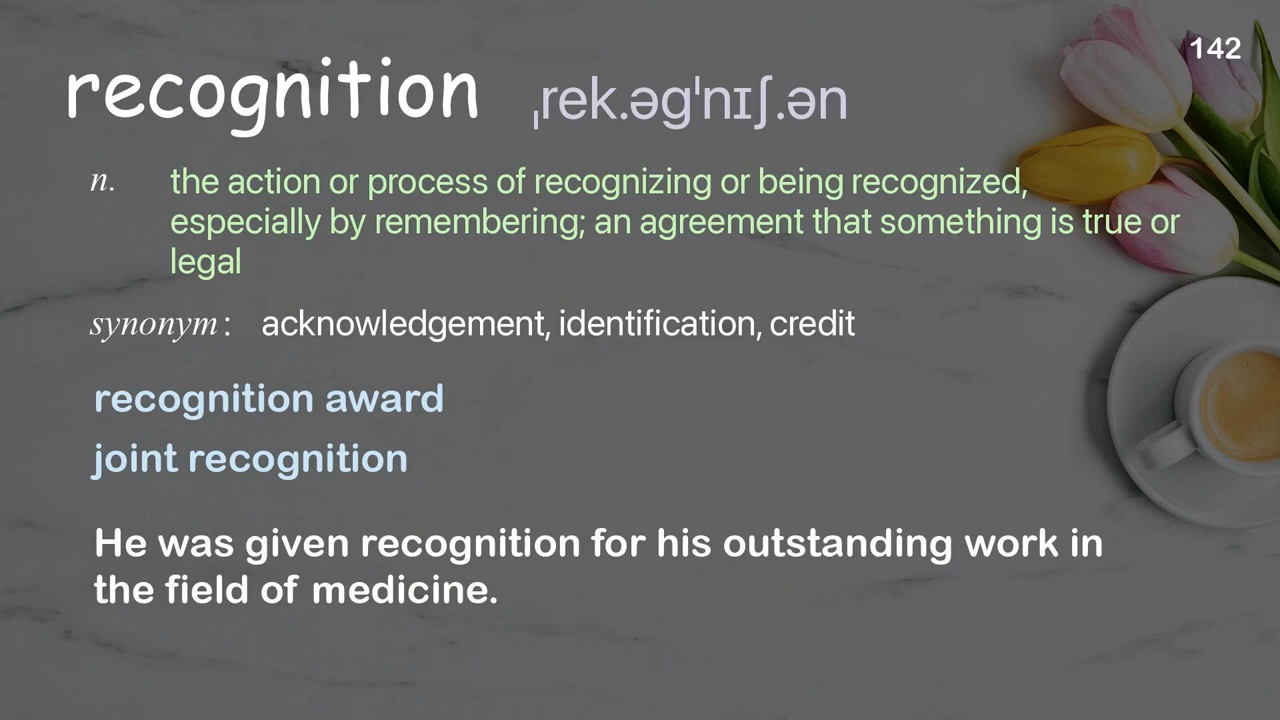 142
recognition ˌrek.əgˈnɪʃ.ən
n. the action or process of recognizing or being recognized,
especially by remembering; an agreement that something is true or
legal
synonym: acknowledgement, identification, credit
recognition award
joint recognition
He was given recognition for his outstanding work in
the field of medicine.